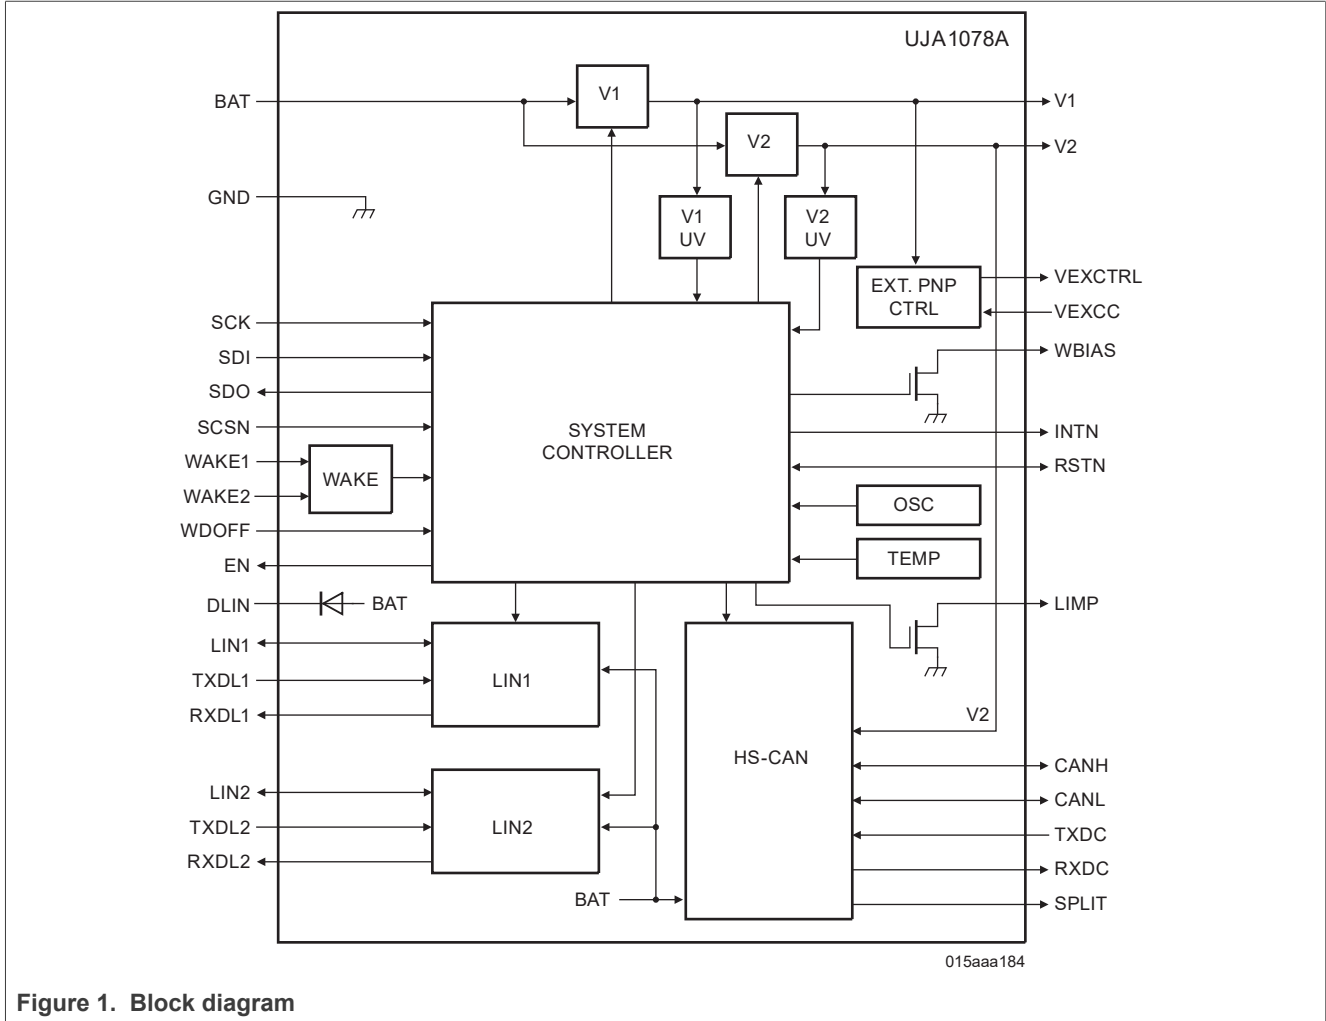 UJA1078A
BAT
V1
V1
V2
V2
GND
V1
UV
V2
UV
EXT. PNP
CTRL
VEXCTRL
VEXCC
SCK
SDI
SDO
SCSN
WAKE1
WAKE2
WAKE
WDOFF
EN
SYSTEM
CONTROLLER
WBIAS
INTN
RSTN
OSC
TEMP
DLIN
BAT
LIMP
LIN1
TXDL1
RXDL1
LIN1
V2
HS-CAN
LIN2
TXDL2
RXDL2
LIN2
BAT
CANH
CANL
TXDC
RXDC
SPLIT
015aaa184
Figure 1. Block diagram